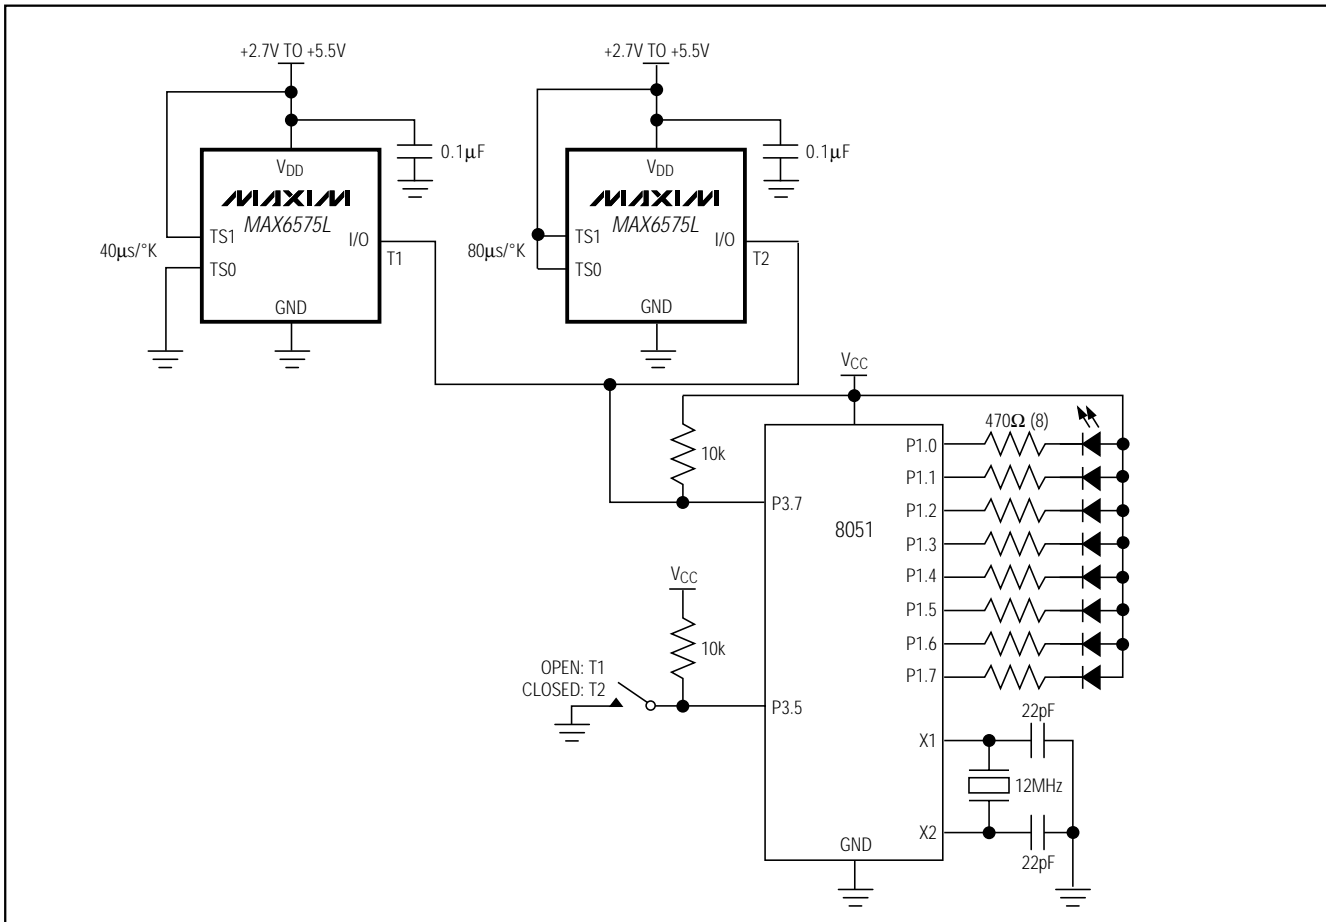 +2.7V TO +5.5V
+2.7V TO +5.5V
0.1μF
0.1μF
VDD
VDD
MAXIM
MAXIM
MAX6575L
MAX6575L
TS1
I/O
TS1
I/O
40μs/°K
T1
80μs/°K
T2
TS0
TS0
GND
GND
VCC
470Ω (8)
P1.0
10k
P1.1
P3.7
P1.2
8051
P1.3
VCC
P1.4
P1.5
10k
P1.6
OPEN: T1
P1.7
CLOSED: T2
P3.5
22pF
X1
12MHz
X2
GND
22pF